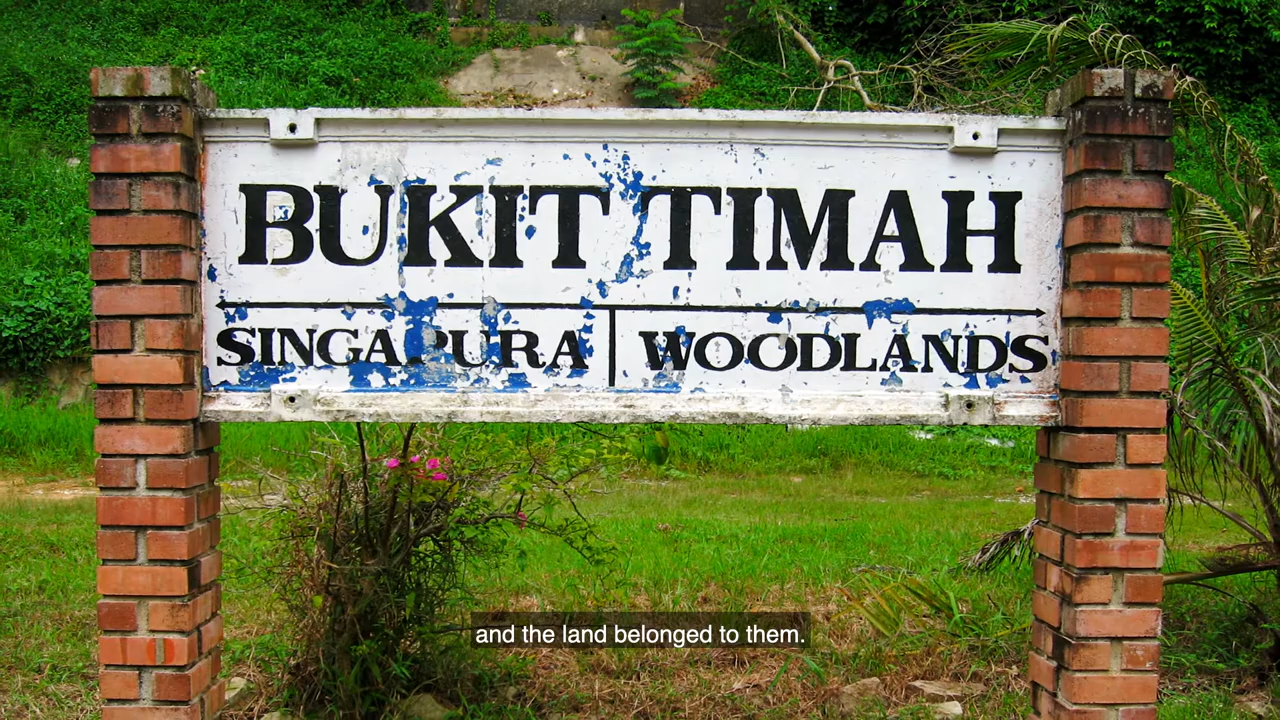 BUKIT TIMAH
SINGAPURA | WOODLANDS
and the land belonged to them.